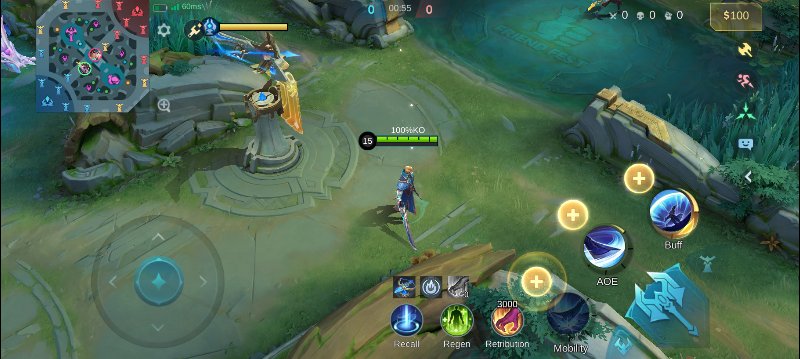 60ms
0
00:55
0
0
0
0
$100
100%KO
15
Buff
AOE
3000
Recall
Regen
Retribution
Mobility